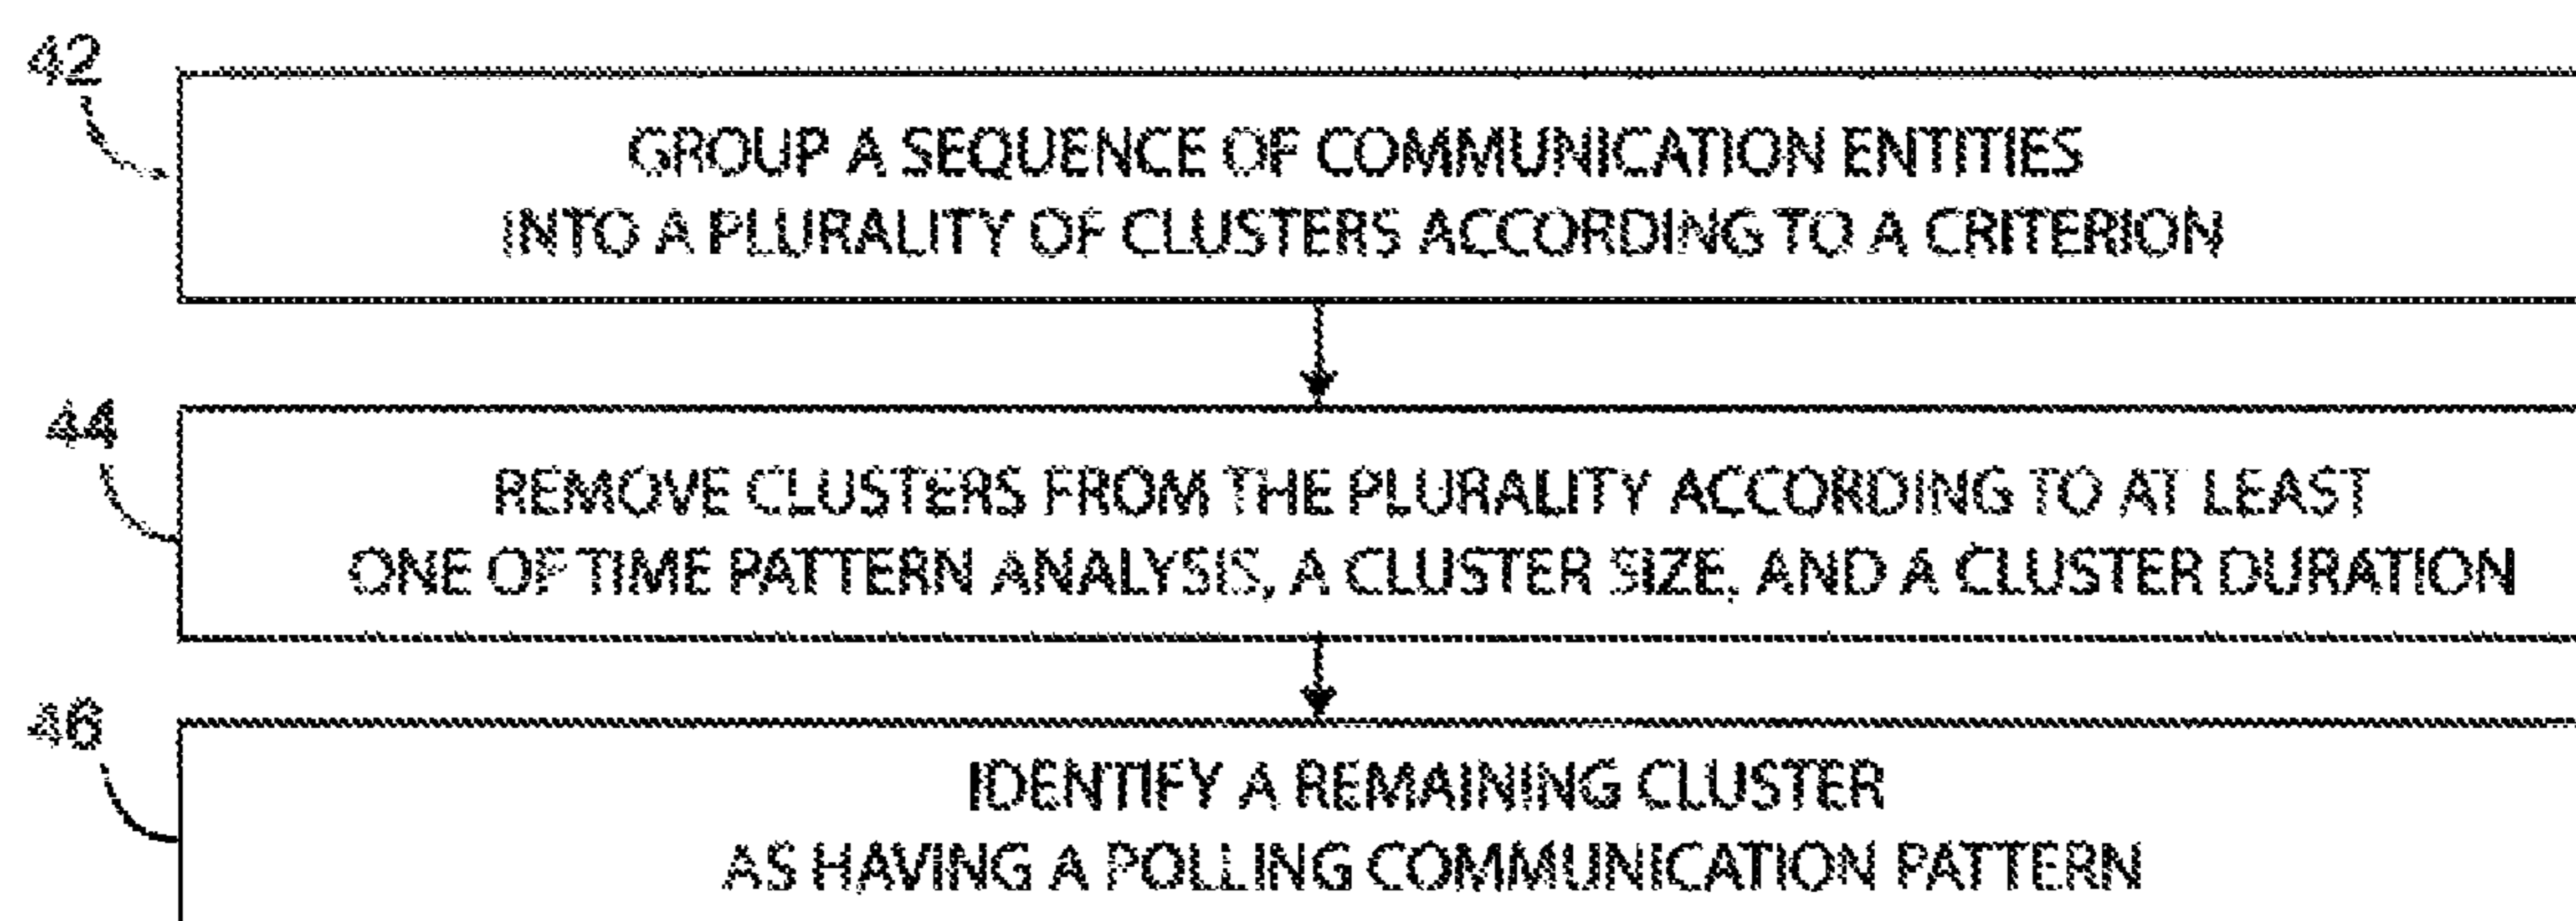 42
GROUP A SEQUENCE OF COMMUNICATION ENTITIES
INTO A PLURALITY OF CLUSTERS ACCORDING TO A CRITERION
44
REMOVE CLUSTERS FROM THE PLURALITY ACCORDING TO AT LEAST
ONE OF TIME PATTERN ANALYSIS, A CLUSTER SIZE, AND A CLUSTER DURATION
46
IDENTIFY A REMAINING CLUSTER
AS HAVING A POLLING COMMUNICATION PATTERN